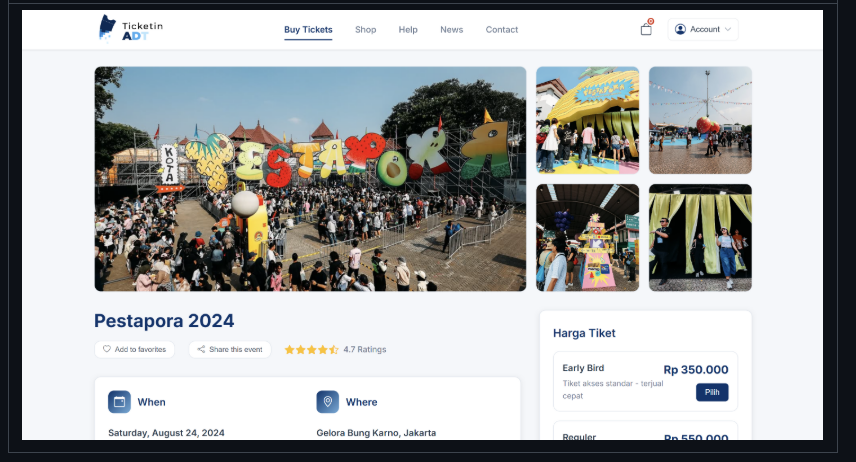 Ticketin
ADT
Buy Tickets
Shop
Help
News
Contact
0
Account
KOTA
PESTAPORA
Pestapora 2024
Add to favorites
Share this event
4.7 Ratings
When
Saturday, August 24, 2024
Where
Gelora Bung Karno, Jakarta
Harga Tiket
Early Bird
Rp 350.000
Tiket akses standar - terjual
cepat
Pilih
Reguler
Rp 550.000